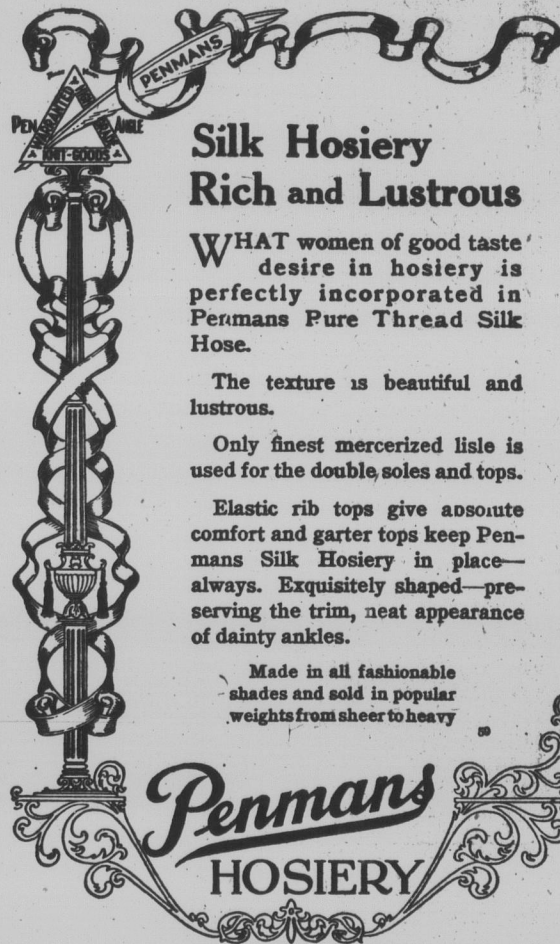 PENMANS
PEN WARRANTED ANGLE
KNIT-GOODS
Silk Hosiery
Rich and Lustrous
WHAT women of good taste
desire in hosiery is
perfectly incorporated in
Penmans Pure Thread Silk
Hose.
The texture is beautiful and
lustrous.
Only finest mercerized lisle is
used for the double soles and tops.
Elastic rib tops give absolute
comfort and garter tops keep Pen-
mans Silk Hosiery in place—
always. Exquisitely shaped—pre-
serving the trim, neat appearance
of dainty ankles.
Made in all fashionable
shades and sold in popular
weights from sheer to heavy
50
Penmans
HOSIERY